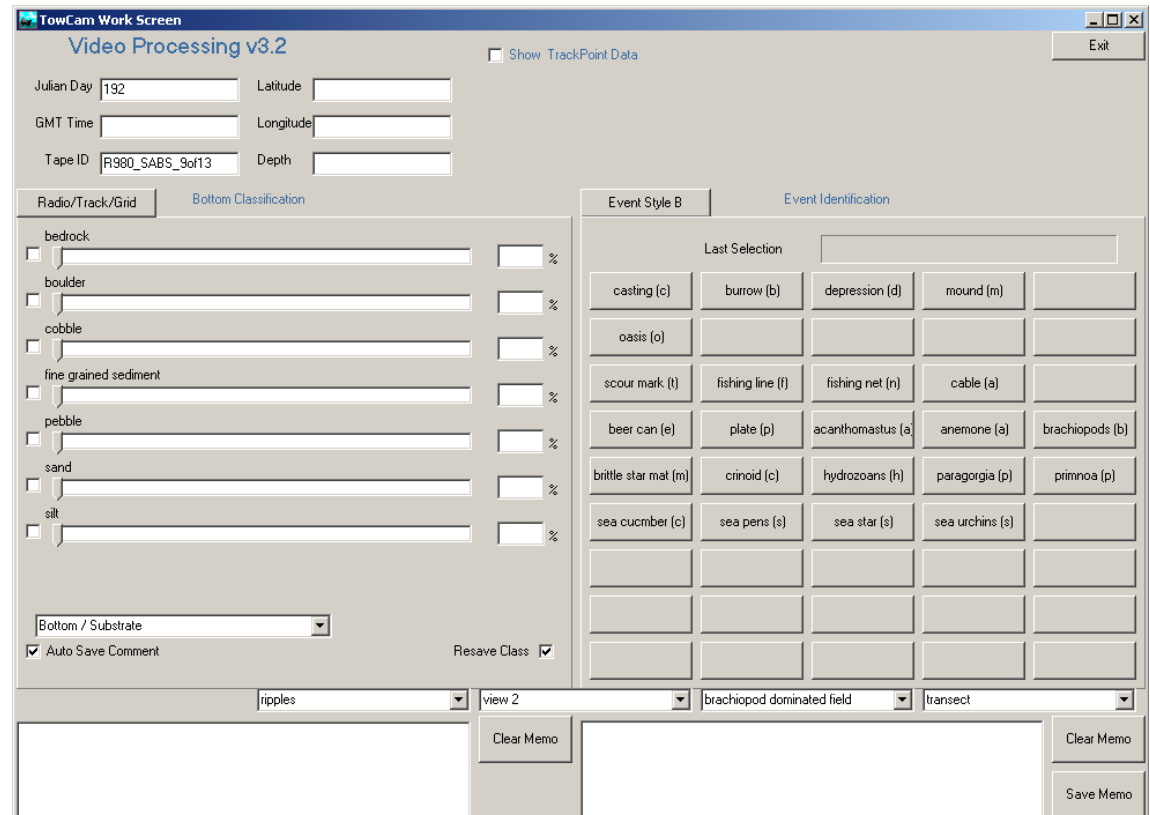 TowCam Work Screen
Video Processing v3.2
Show TrackPoint Data
Exit
Julian Day 192 Latitude
GMT Time Longitude
Tape ID R980_SABS_9of13 Depth
Radio/Track/Grid Bottom Classification
Event Style B Event Identification
bedrock
%
boulder
%
cobble
%
fine grained sediment
%
pebble
%
sand
%
silt
%
Bottom / Substrate
Auto Save Comment Resave Class
Last Selection
casting (c) burrow (b) depression (d) mound (m)
oasis (o)
scour mark (t) fishing line (f) fishing net (n) cable (a)
beer can (e) plate (p) acanthomastus (a) anemone (a) brachiopods (b)
brittle star mat (m) crinoid (c) hydrozoans (h) paragorgia (p) primnoa (p)
sea cucmber (c) sea pens (s) sea star (s) sea urchins (s)
ripples view 2 brachiopod dominated field transect
Clear Memo Clear Memo
Save Memo